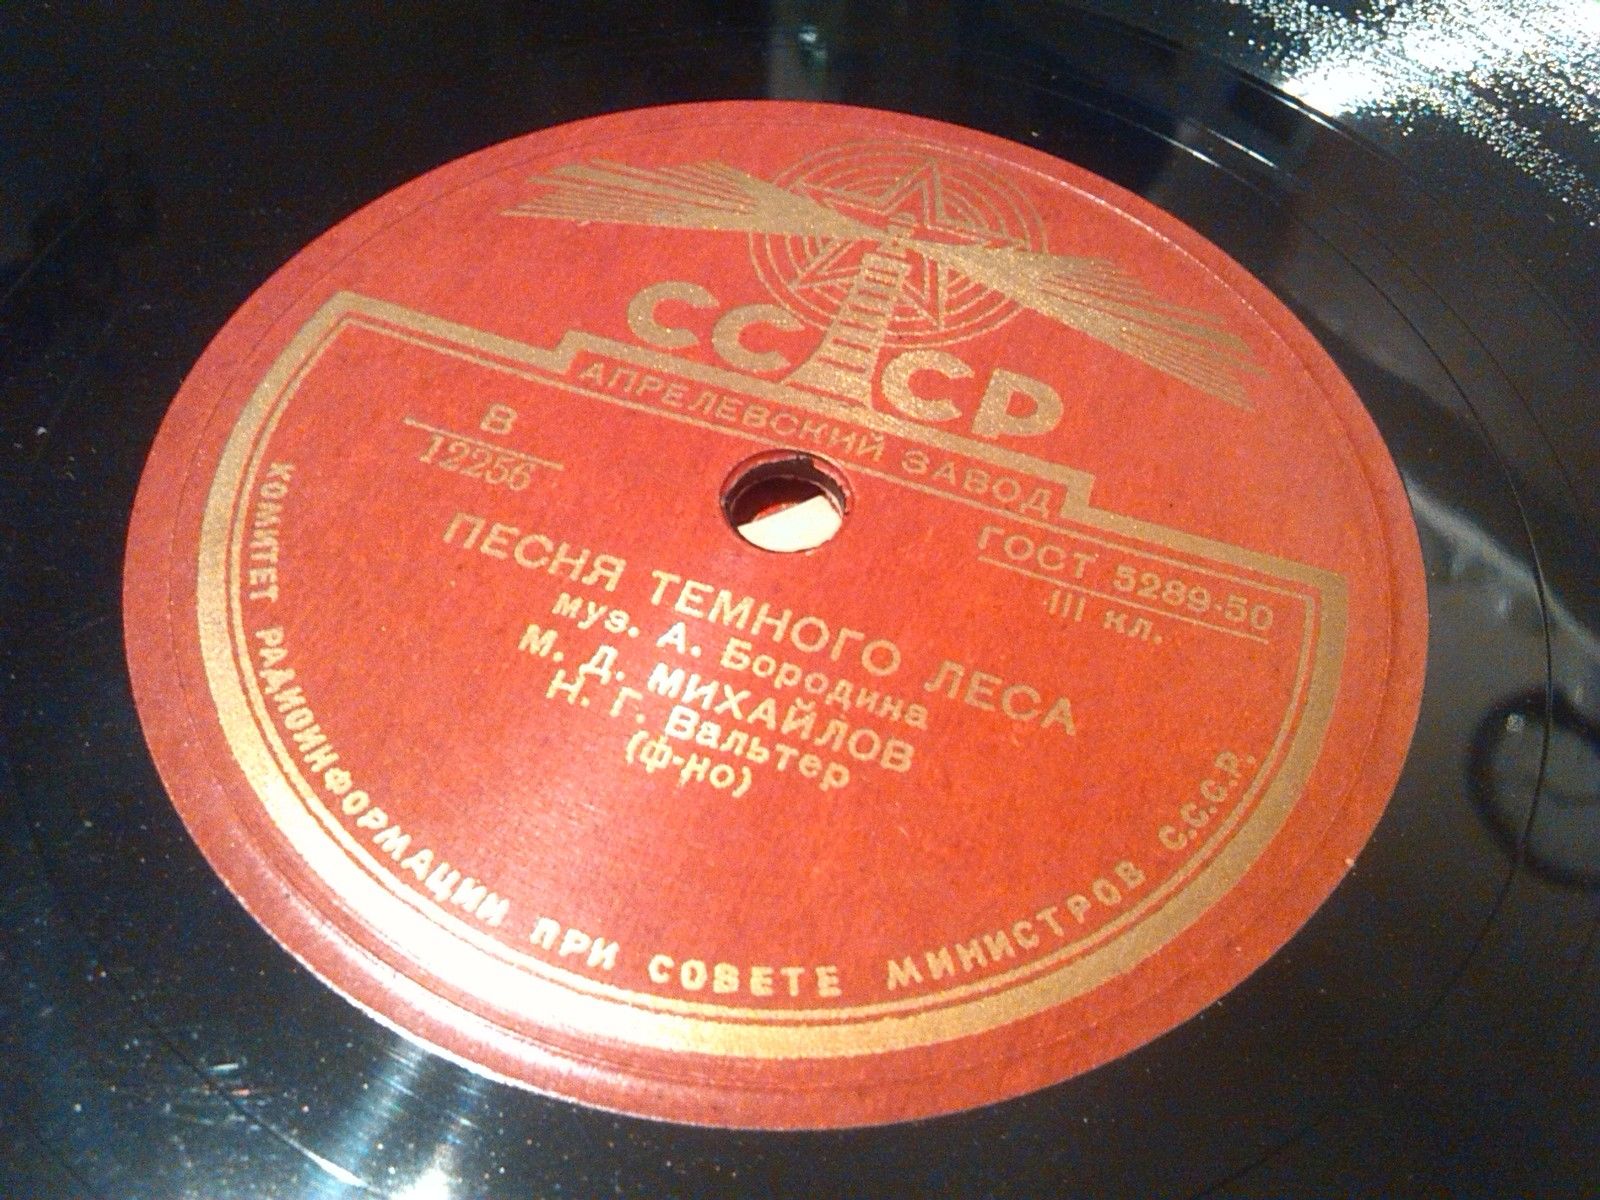 СССР
АПРЕЛЕВСКИЙ ЗАВОД
В
12256
ГОСТ 5289-50
III кл.
ПЕСНЯ ТЕМНОГО ЛЕСА
муз. А. Бородина
М. Д. МИХАЙЛОВ
Н. Г. Вальтер
(ф-но)
КОМИТЕТ РАДИОИНФОРМАЦИИ ПРИ СОВЕТЕ МИНИСТРОВ С.С.С.Р.